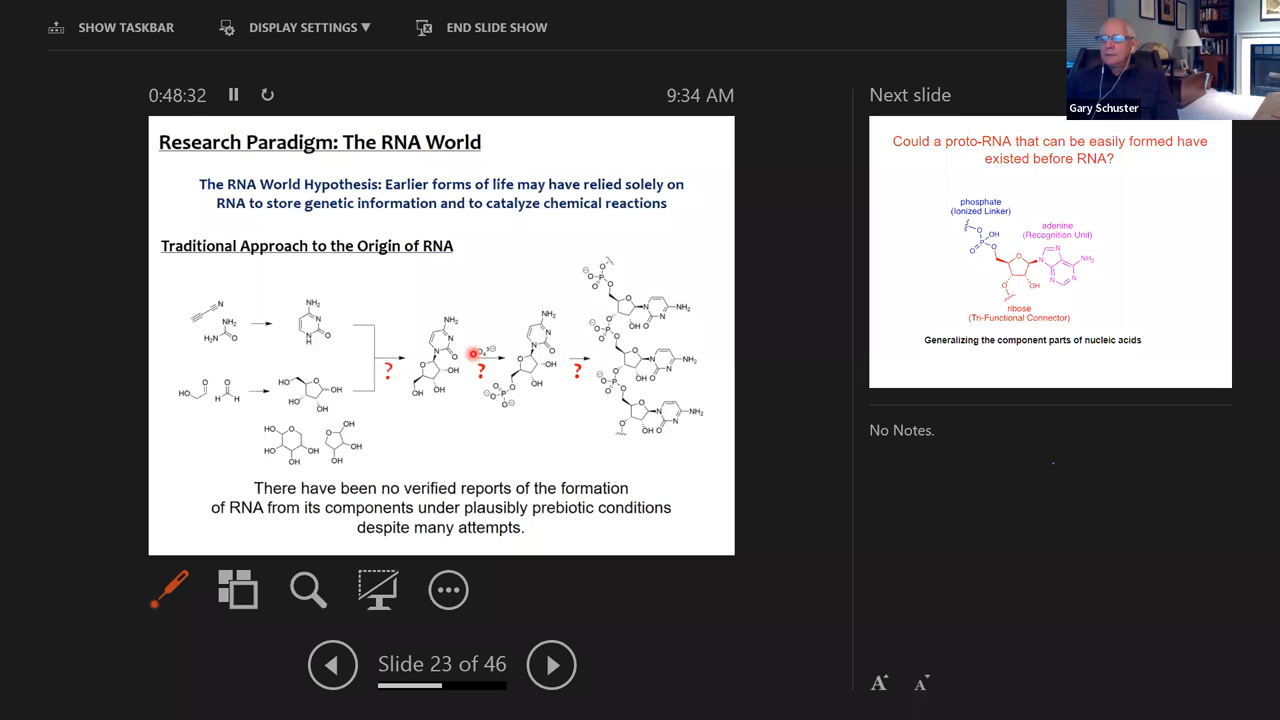 SHOW TASKBAR
DISPLAY SETTINGS ▼
END SLIDE SHOW
Gary Schuster
0:48:32
9:34 AM
Next slide
Research Paradigm: The RNA World
The RNA World Hypothesis: Earlier forms of life may have relied solely on
RNA to store genetic information and to catalyze chemical reactions
Traditional Approach to the Origin of RNA
?
?
?
There have been no verified reports of the formation
of RNA from its components under plausibly prebiotic conditions
despite many attempts.
Could a proto-RNA that can be easily formed have
existed before RNA?
phosphate
(Ionized Linker)
adenine
(Recognition Unit)
ribose
(Tri-Functional Connector)
Generalizing the component parts of nucleic acids
No Notes.
Slide 23 of 46
A A